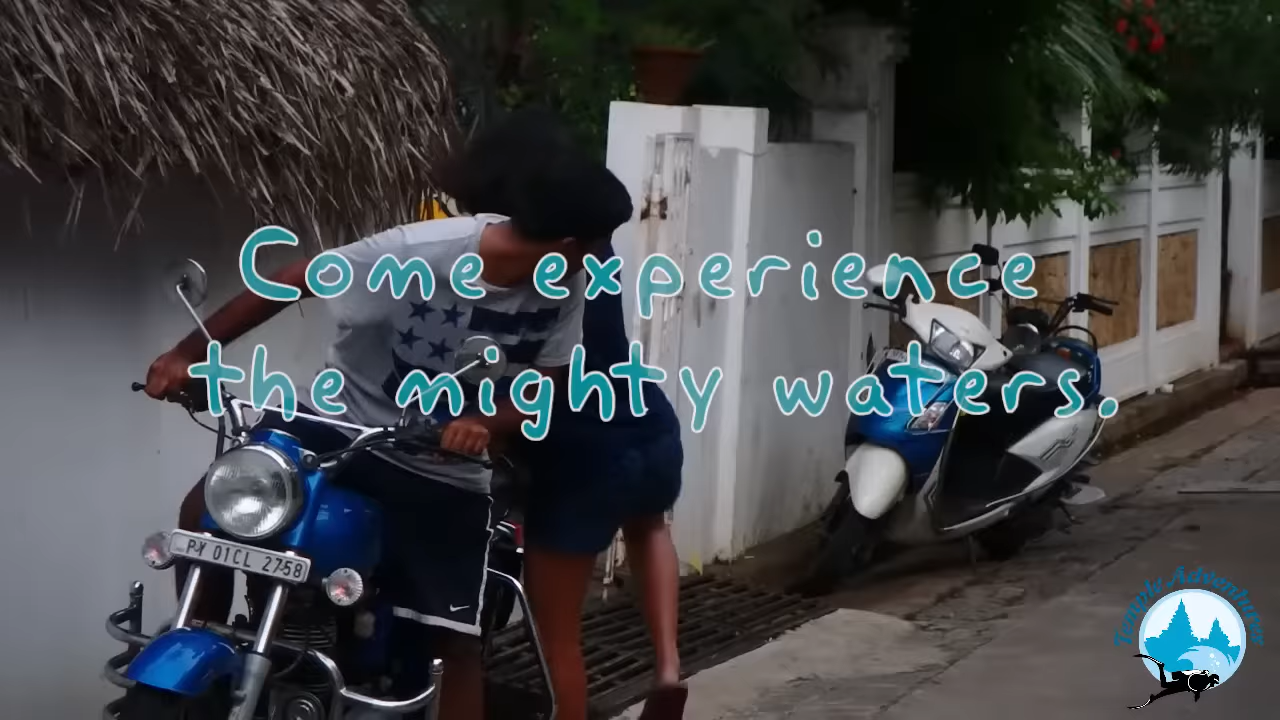 Come experience
the mighty waters.
PY 01CL 2758
Temple Adventures